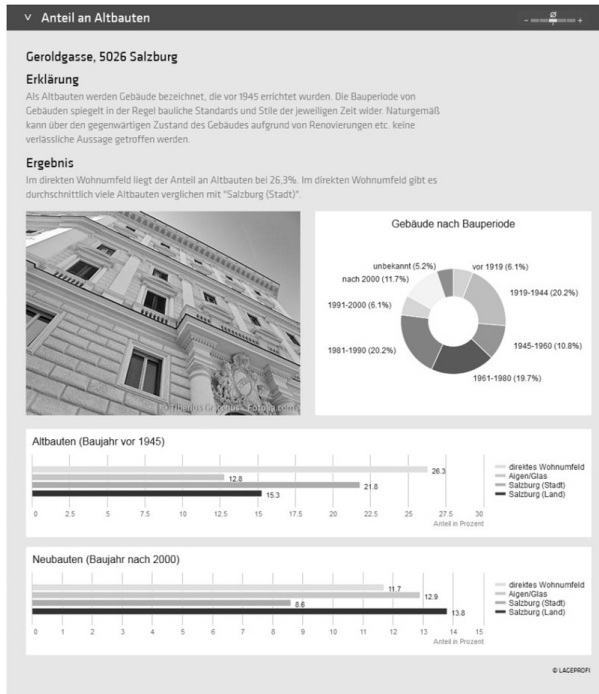 Anteil an Altbauten
- Ø +
Geroldgasse, 5026 Salzburg
Erklärung
Als Altbauten werden Gebäude bezeichnet, die vor 1945 errichtet wurden. Die Bauperiode von
Gebäuden spiegelt in der Regel bauliche Standards und Stile der jeweiligen Zeit wider. Naturgemäß
kann über den gegenwärtigen Zustand des Gebäudes aufgrund von Renovierungen etc. keine
verlässliche Aussage getroffen werden.
Ergebnis
Im direkten Wohnumfeld liegt der Anteil an Altbauten bei 26,3%. Im direkten Wohnumfeld gibt es
durchschnittlich viele Altbauten verglichen mit "Salzburg (Stadt)".
© Tiberius Gracchus - Fotolia.com
Gebäude nach Bauperiode
unbekannt (5.2%)
vor 1919 (6.1%)
nach 2000 (11.7%)
1919-1944 (20.2%)
1991-2000 (6.1%)
1945-1960 (10.8%)
1981-1990 (20.2%)
1961-1980 (19.7%)
Altbauten (Baujahr vor 1945)
26.3
12.8
21.8
15.3
direktes Wohnumfeld
Aigen/Glas
Salzburg (Stadt)
Salzburg (Land)
0 2.5 5 7.5 10 12.5 15 17.5 20 22.5 25 27.5 30
Anteil in Prozent
Neubauten (Baujahr nach 2000)
11.7
12.9
8.6
13.8
direktes Wohnumfeld
Aigen/Glas
Salzburg (Stadt)
Salzburg (Land)
0 1 2 3 4 5 6 7 8 9 10 11 12 13 14 15
Anteil in Prozent
© LAGEPROFI